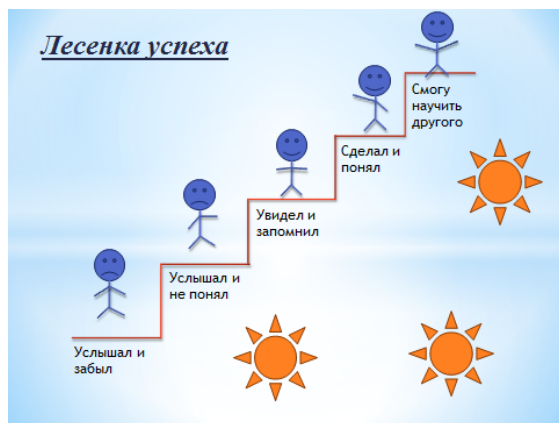 Лесенка успеха
Смогу
научить
другого
Сделал и
понял
Увидел и
запомнил
Услышал и
не понял
Услышал и
забыл